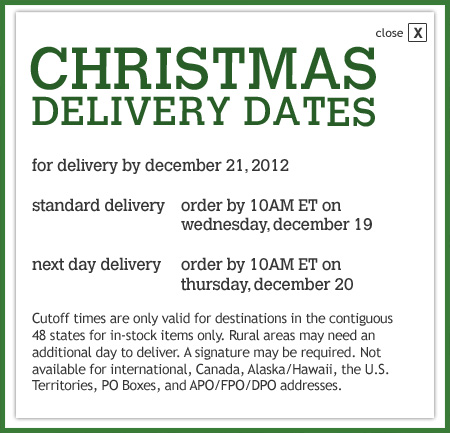 close X
CHRISTMAS
DELIVERY DATES
for delivery by december 21, 2012
standard delivery order by 10AM ET on
wednesday, december 19
next day delivery order by 10AM ET on
thursday, december 20
Cutoff times are only valid for destinations in the contiguous
48 states for in-stock items only. Rural areas may need an
additional day to deliver. A signature may be required. Not
available for international, Canada, Alaska/Hawaii, the U.S.
Territories, PO Boxes, and APO/FPO/DPO addresses.